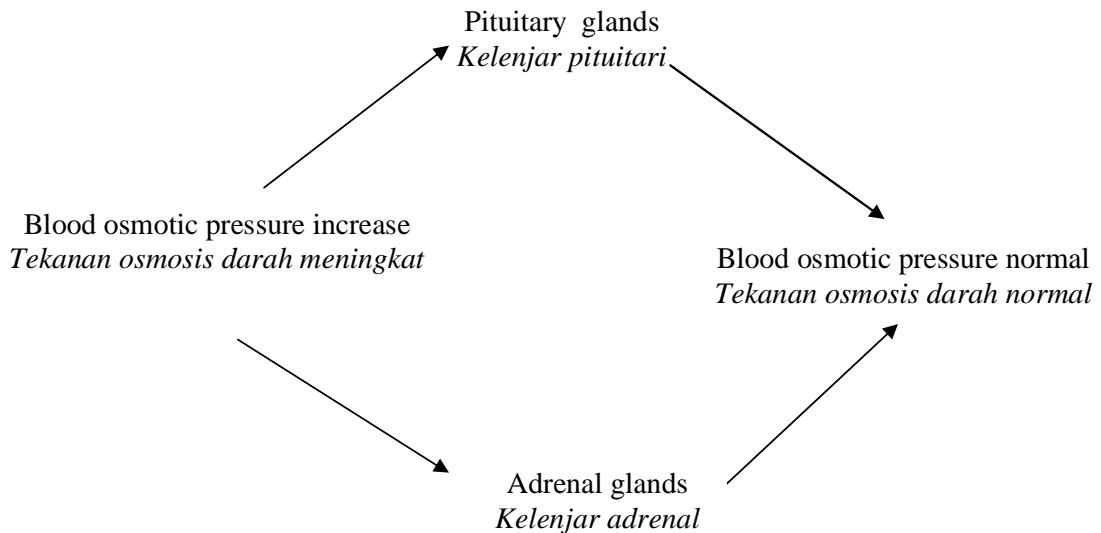 Pituitary glands
Kelenjar pituitari
Blood osmotic pressure increase
Tekanan osmosis darah meningkat
Blood osmotic pressure normal
Tekanan osmosis darah normal
Adrenal glands
Kelenjar adrenal